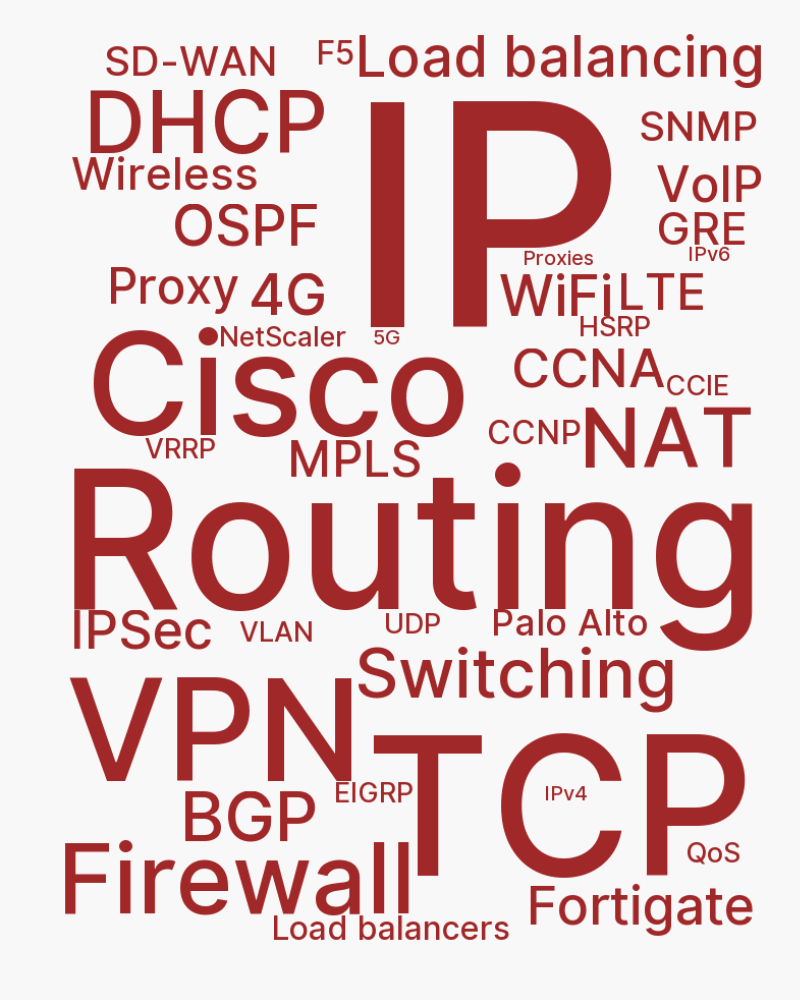 SD-WAN
F5
Load balancing
DHCP
IP
SNMP
Wireless
VoIP
OSPF
GRE
IPv6
Proxies
Proxy
4G
WiFi
LTE
HSRP
NetScaler
5G
Cisco
CCNA
CCIE
VRRP
MPLS
CCNP
NAT
Routing
IPSec
VLAN
UDP
Palo Alto
Switching
VPN
TCP
EIGRP
IPv4
BGP
QoS
Firewall
Fortigate
Load balancers